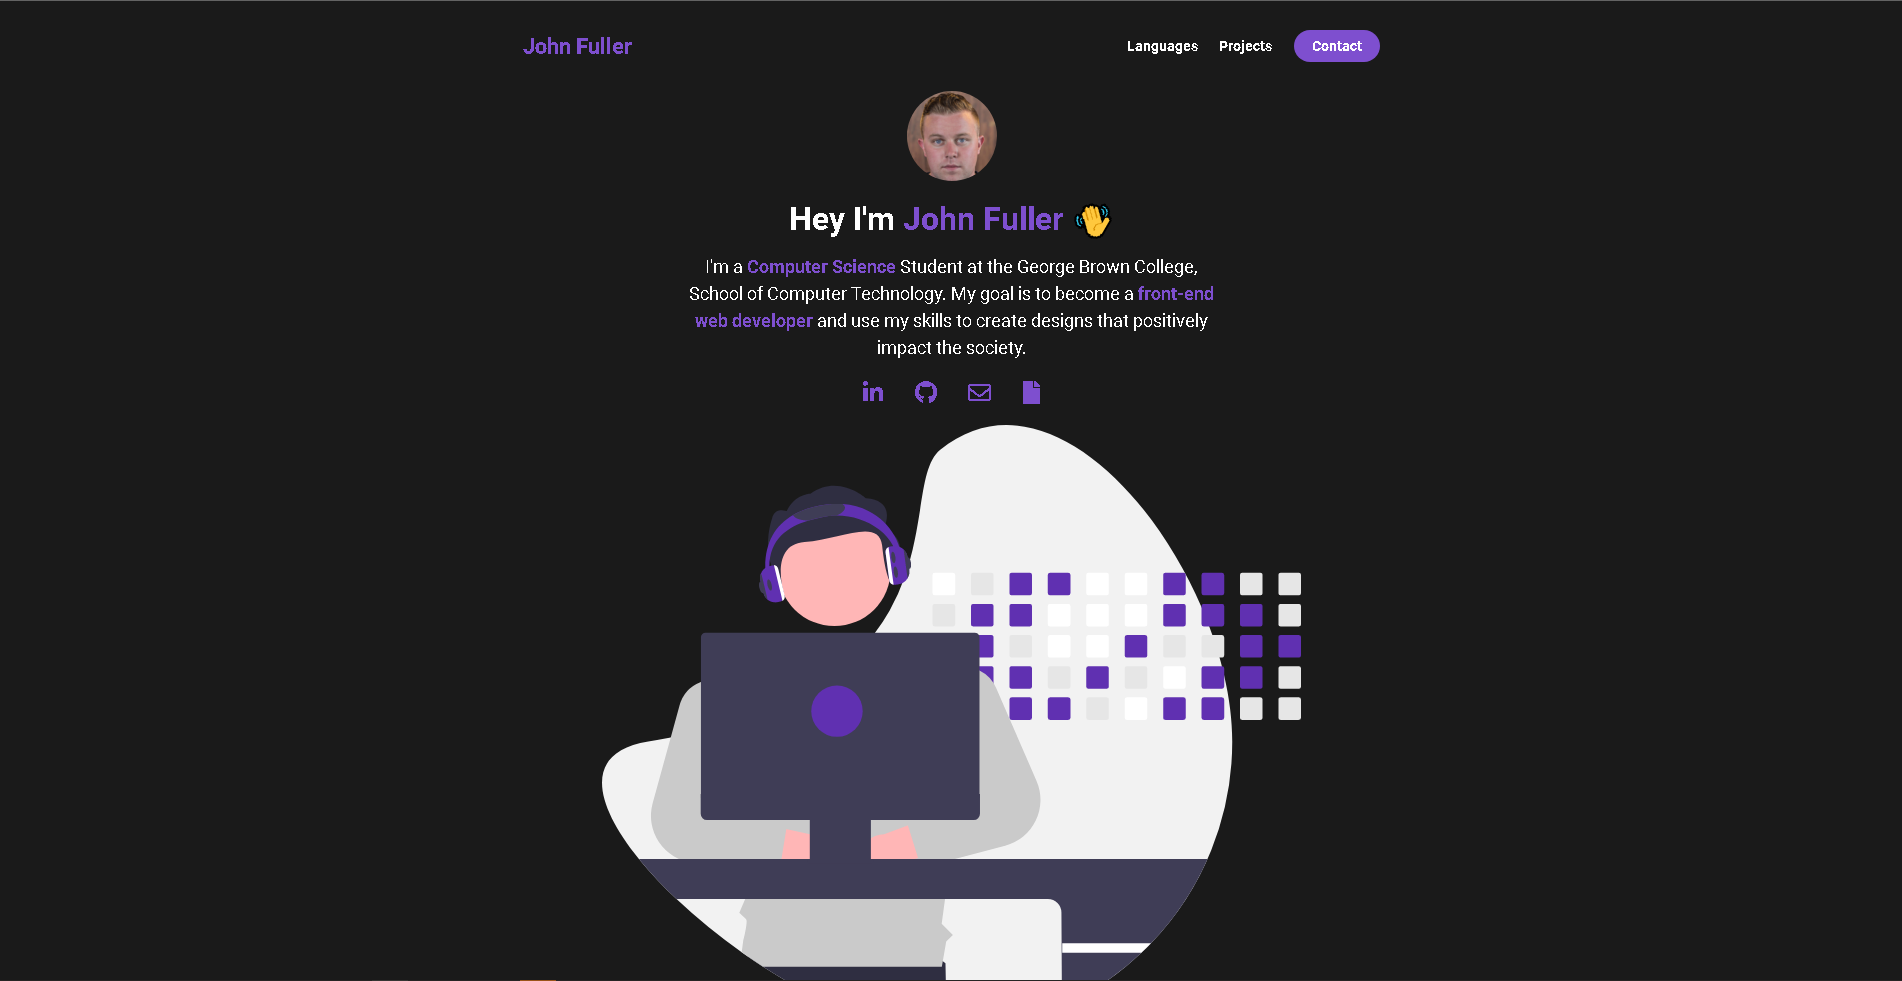 John Fuller
Languages Projects Contact
Hey I'm John Fuller 👋
I'm a Computer Science Student at the George Brown College,
School of Computer Technology. My goal is to become a front-end
web developer and use my skills to create designs that positively
impact the society.